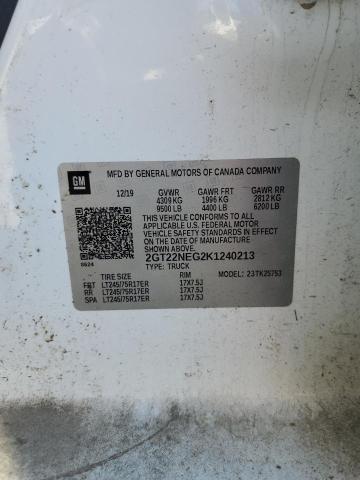 GM
MFD BY GENERAL MOTORS OF CANADA COMPANY
12/19 GVWR GAWR FRT GAWR RR
4309 KG 1996 KG 2812 KG
9500 LB 4400 LB 6200 LB
THIS VEHICLE CONFORMS TO ALL
APPLICABLE U.S. FEDERAL MOTOR
VEHICLE SAFETY STANDARDS IN
EFFECT ON THE DATE OF
MANUFACTURE SHOWN ABOVE.
2GT22NEG2K1240213
8624 TYPE: TRUCK
TIRE SIZE RIM MODEL: 23TK25753
FRT LT245/75R17ER 17X7.5J
RR LT245/75R17ER 17X7.5J
SPA LT245/75R17ER 17X7.5J